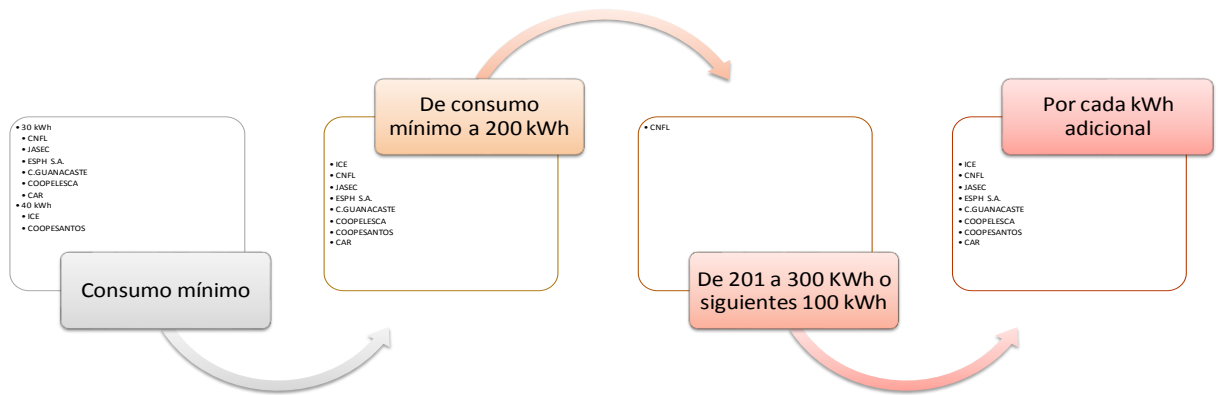 • 30 kWh
• CNFL
• JASEC
• ESPH S.A.
• C.GUANACASTE
• COOPELESCA
• CAR
• 40 kWh
• ICE
• COOPESANTOS
Consumo mínimo
De consumo
mínimo a 200 kWh
• ICE
• CNFL
• JASEC
• ESPH S.A.
• C.GUANACASTE
• COOPELESCA
• COOPESANTOS
• CAR
• CNFL
De 201 a 300 KWh o
siguientes 100 kWh
Por cada kWh
adicional
• ICE
• CNFL
• JASEC
• ESPH S.A.
• C.GUANACASTE
• COOPELESCA
• COOPESANTOS
• CAR